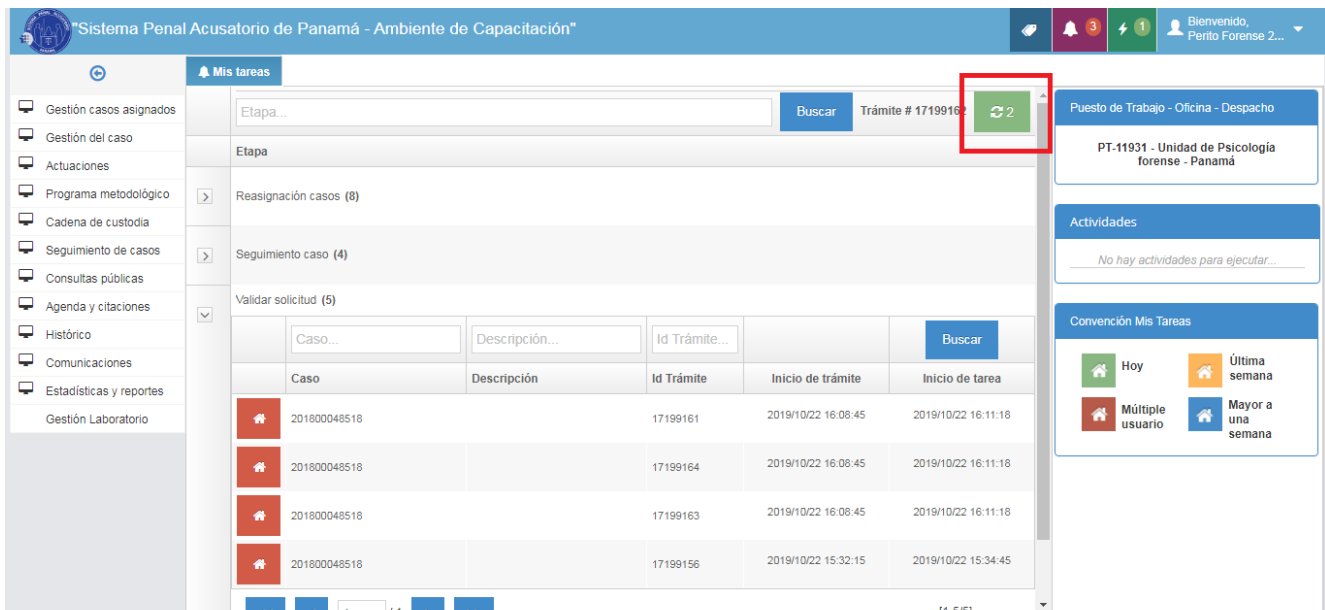 "Sistema Penal Acusatorio de Panamá - Ambiente de Capacitación"
3
1
Bienvenido,
Perito Forense 2...
Mis tareas
Gestión casos asignados
Gestión del caso
Actuaciones
Programa metodológico
Cadena de custodia
Seguimiento de casos
Consultas públicas
Agenda y citaciones
Histórico
Comunicaciones
Estadísticas y reportes
Gestión Laboratorio
Etapa...
Buscar
Trámite # 17199162
2
Etapa
Reasignación casos (8)
Seguimiento caso (4)
Validar solicitud (5)
Caso... Descripción... Id Trámite... Buscar
Caso Descripción Id Trámite Inicio de trámite Inicio de tarea
201800048518 17199161 2019/10/22 16:08:45 2019/10/22 16:11:18
201800048518 17199164 2019/10/22 16:08:45 2019/10/22 16:11:18
201800048518 17199163 2019/10/22 16:08:45 2019/10/22 16:11:18
201800048518 17199156 2019/10/22 15:32:15 2019/10/22 15:34:45
Puesto de Trabajo - Oficina - Despacho
PT-11931 - Unidad de Psicología
forense - Panamá
Actividades
No hay actividades para ejecutar...
Convención Mis Tareas
Hoy
Última
semana
Múltiple
usuario
Mayor a
una
semana